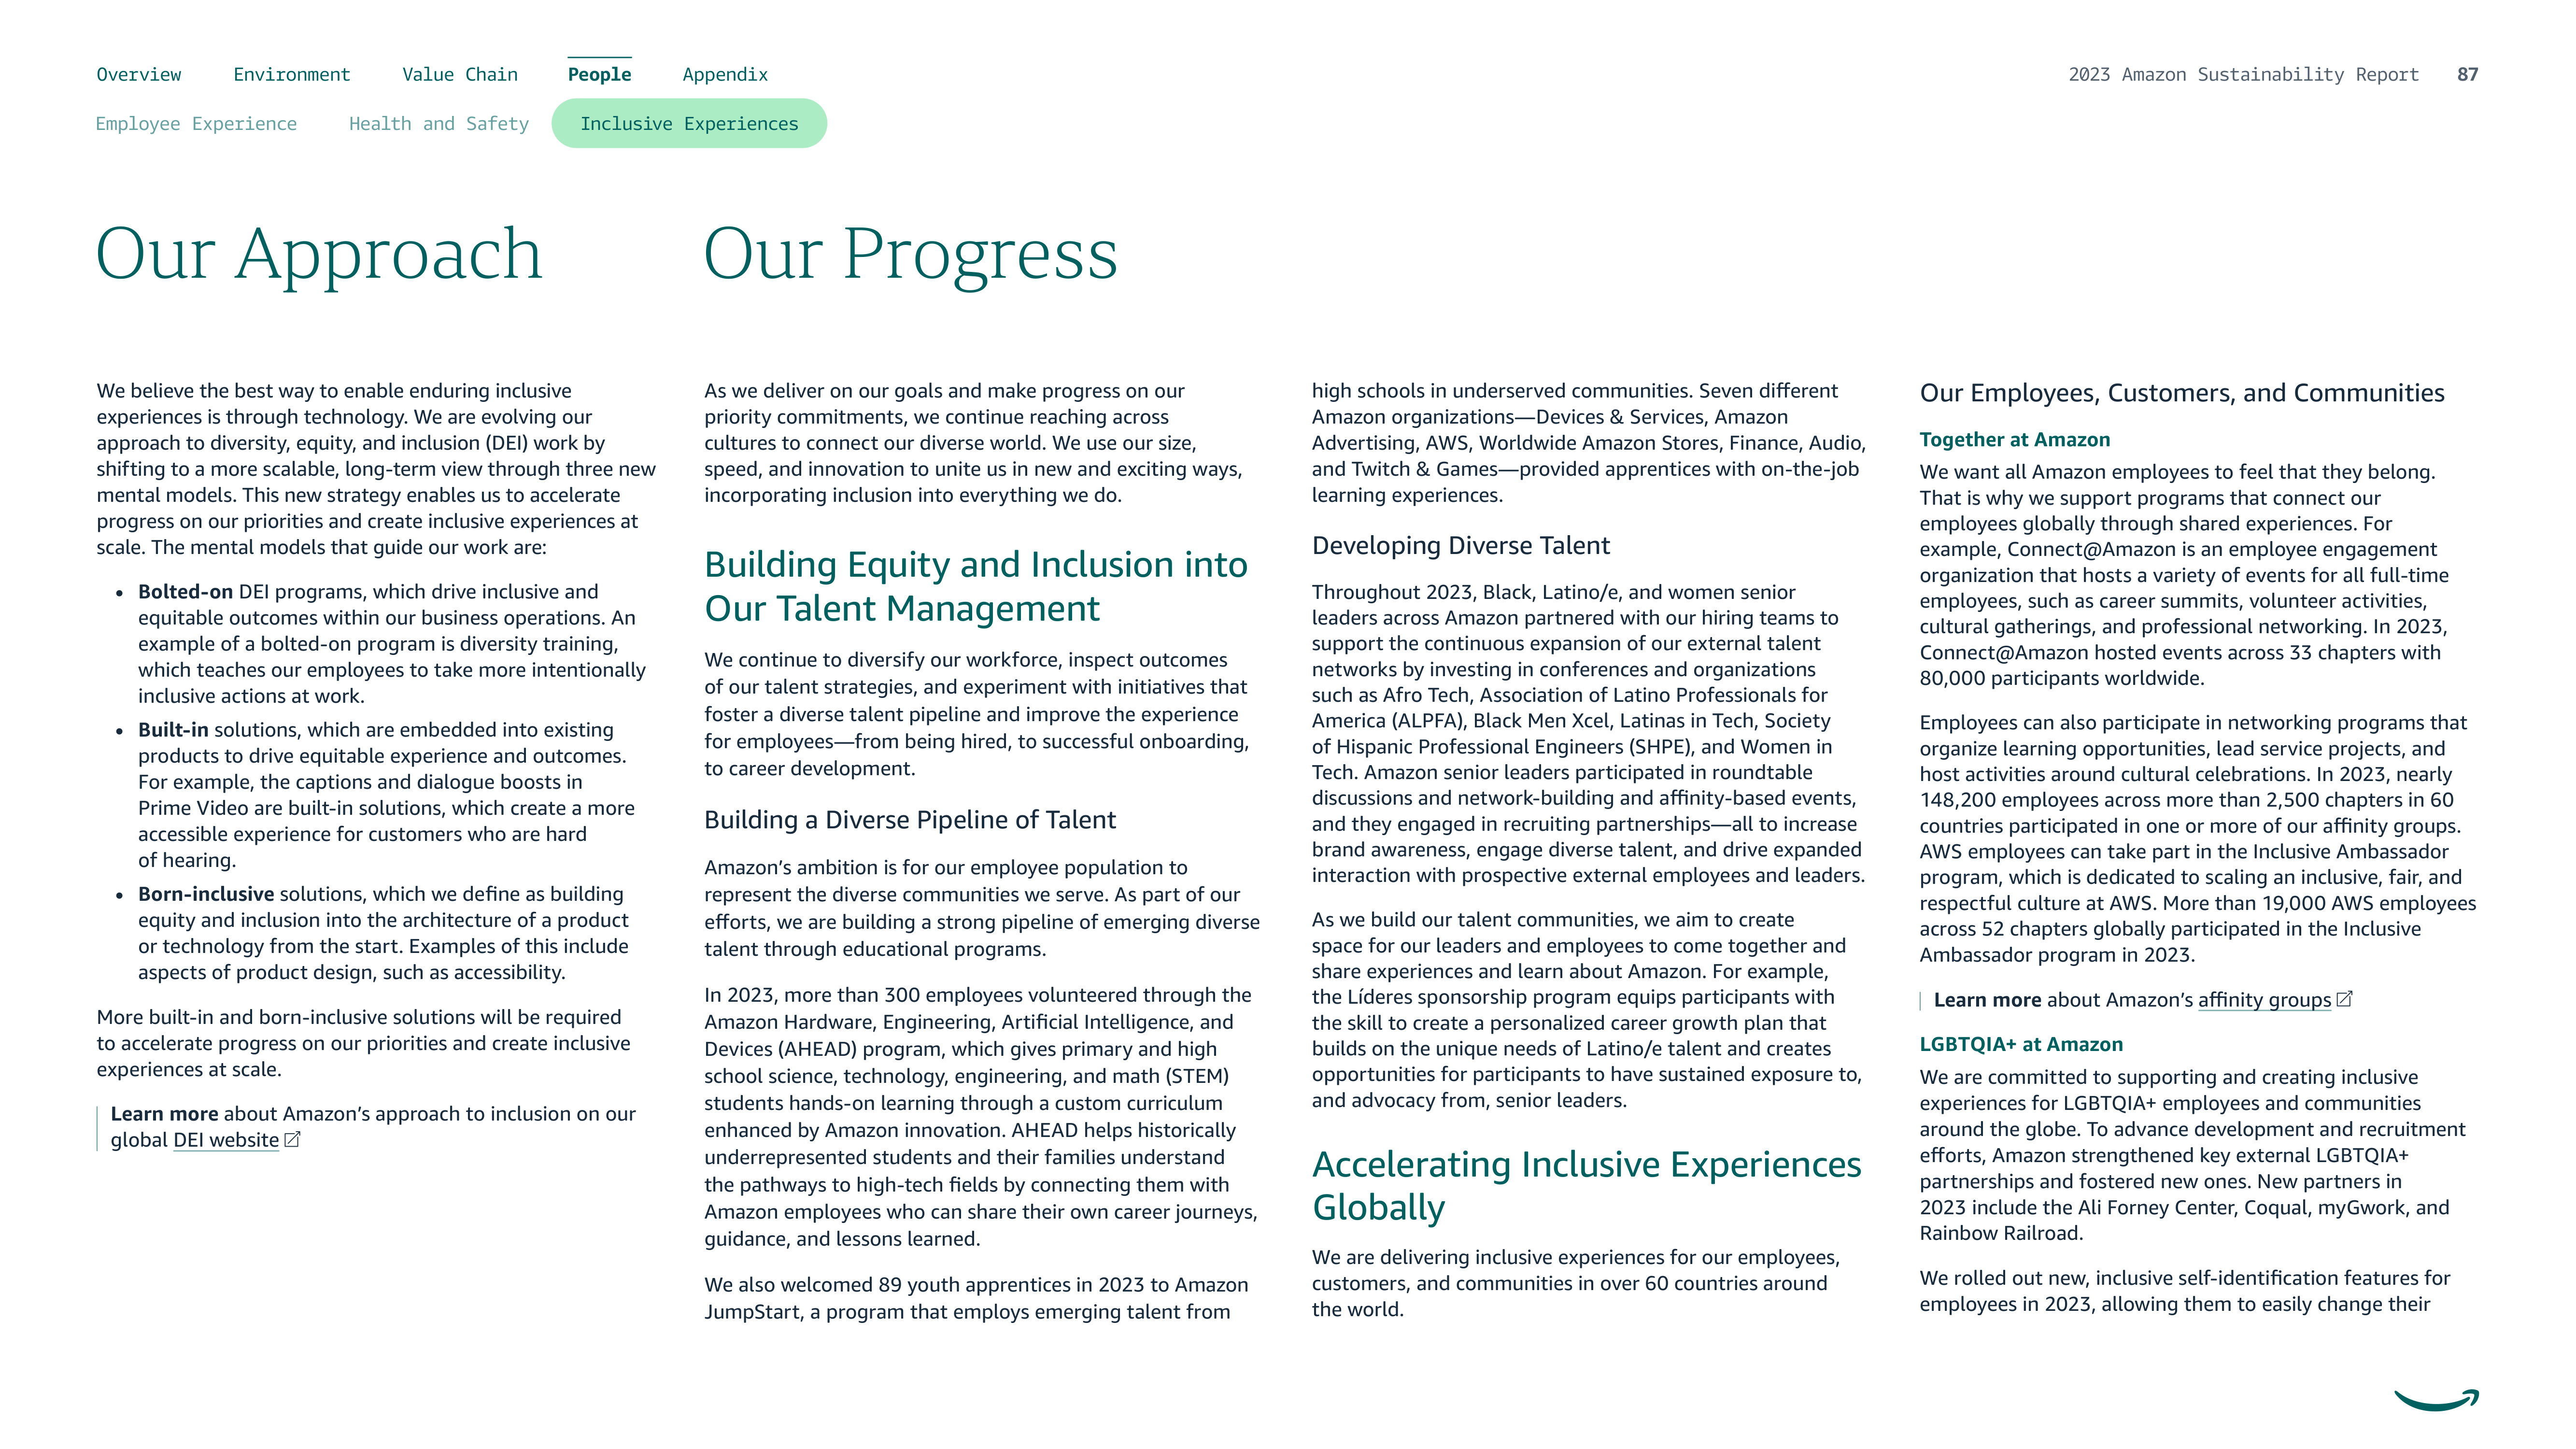 Overview Environment Value Chain People Appendix
2023 Amazon Sustainability Report 87
Employee Experience Health and Safety Inclusive Experiences
Our Approach
We believe the best way to enable enduring inclusive
experiences is through technology. We are evolving our
approach to diversity, equity, and inclusion (DEI) work by
shifting to a more scalable, long-term view through three new
mental models. This new strategy enables us to accelerate
progress on our priorities and create inclusive experiences at
scale. The mental models that guide our work are:
• Bolted-on DEI programs, which drive inclusive and
equitable outcomes within our business operations. An
example of a bolted-on program is diversity training,
which teaches our employees to take more intentionally
inclusive actions at work.
• Built-in solutions, which are embedded into existing
products to drive equitable experience and outcomes.
For example, the captions and dialogue boosts in
Prime Video are built-in solutions, which create a more
accessible experience for customers who are hard
of hearing.
• Born-inclusive solutions, which we define as building
equity and inclusion into the architecture of a product
or technology from the start. Examples of this include
aspects of product design, such as accessibility.
More built-in and born-inclusive solutions will be required
to accelerate progress on our priorities and create inclusive
experiences at scale.
Learn more about Amazon's approach to inclusion on our
global DEI website
Our Progress
As we deliver on our goals and make progress on our
priority commitments, we continue reaching across
cultures to connect our diverse world. We use our size,
speed, and innovation to unite us in new and exciting ways,
incorporating inclusion into everything we do.
Building Equity and Inclusion into
Our Talent Management
We continue to diversify our workforce, inspect outcomes
of our talent strategies, and experiment with initiatives that
foster a diverse talent pipeline and improve the experience
for employees—from being hired, to successful onboarding,
to career development.
Building a Diverse Pipeline of Talent
Amazon's ambition is for our employee population to
represent the diverse communities we serve. As part of our
efforts, we are building a strong pipeline of emerging diverse
talent through educational programs.
In 2023, more than 300 employees volunteered through the
Amazon Hardware, Engineering, Artificial Intelligence, and
Devices (AHEAD) program, which gives primary and high
school science, technology, engineering, and math (STEM)
students hands-on learning through a custom curriculum
enhanced by Amazon innovation. AHEAD helps historically
underrepresented students and their families understand
the pathways to high-tech fields by connecting them with
Amazon employees who can share their own career journeys,
guidance, and lessons learned.
We also welcomed 89 youth apprentices in 2023 to Amazon
JumpStart, a program that employs emerging talent from
high schools in underserved communities. Seven different
Amazon organizations—Devices & Services, Amazon
Advertising, AWS, Worldwide Amazon Stores, Finance, Audio,
and Twitch & Games—provided apprentices with on-the-job
learning experiences.
Developing Diverse Talent
Throughout 2023, Black, Latino/e, and women senior
leaders across Amazon partnered with our hiring teams to
support the continuous expansion of our external talent
networks by investing in conferences and organizations
such as Afro Tech, Association of Latino Professionals for
America (ALPFA), Black Men Xcel, Latinas in Tech, Society
of Hispanic Professional Engineers (SHPE), and Women in
Tech. Amazon senior leaders participated in roundtable
discussions and network-building and affinity-based events,
and they engaged in recruiting partnerships—all to increase
brand awareness, engage diverse talent, and drive expanded
interaction with prospective external employees and leaders.
As we build our talent communities, we aim to create
space for our leaders and employees to come together and
share experiences and learn about Amazon. For example,
the Líderes sponsorship program equips participants with
the skill to create a personalized career growth plan that
builds on the unique needs of Latino/e talent and creates
opportunities for participants to have sustained exposure to,
and advocacy from, senior leaders.
Accelerating Inclusive Experiences
Globally
We are delivering inclusive experiences for our employees,
customers, and communities in over 60 countries around
the world.
Our Employees, Customers, and Communities
Together at Amazon
We want all Amazon employees to feel that they belong.
That is why we support programs that connect our
employees globally through shared experiences. For
example, Connect@Amazon is an employee engagement
organization that hosts a variety of events for all full-time
employees, such as career summits, volunteer activities,
cultural gatherings, and professional networking. In 2023,
Connect@Amazon hosted events across 33 chapters with
80,000 participants worldwide.
Employees can also participate in networking programs that
organize learning opportunities, lead service projects, and
host activities around cultural celebrations. In 2023, nearly
148,200 employees across more than 2,500 chapters in 60
countries participated in one or more of our affinity groups.
AWS employees can take part in the Inclusive Ambassador
program, which is dedicated to scaling an inclusive, fair, and
respectful culture at AWS. More than 19,000 AWS employees
across 52 chapters globally participated in the Inclusive
Ambassador program in 2023.
Learn more about Amazon's affinity groups
LGBTQIA+ at Amazon
We are committed to supporting and creating inclusive
experiences for LGBTQIA+ employees and communities
around the globe. To advance development and recruitment
efforts, Amazon strengthened key external LGBTQIA+
partnerships and fostered new ones. New partners in
2023 include the Ali Forney Center, Coqual, myGwork, and
Rainbow Railroad.
We rolled out new, inclusive self-identification features for
employees in 2023, allowing them to easily change their